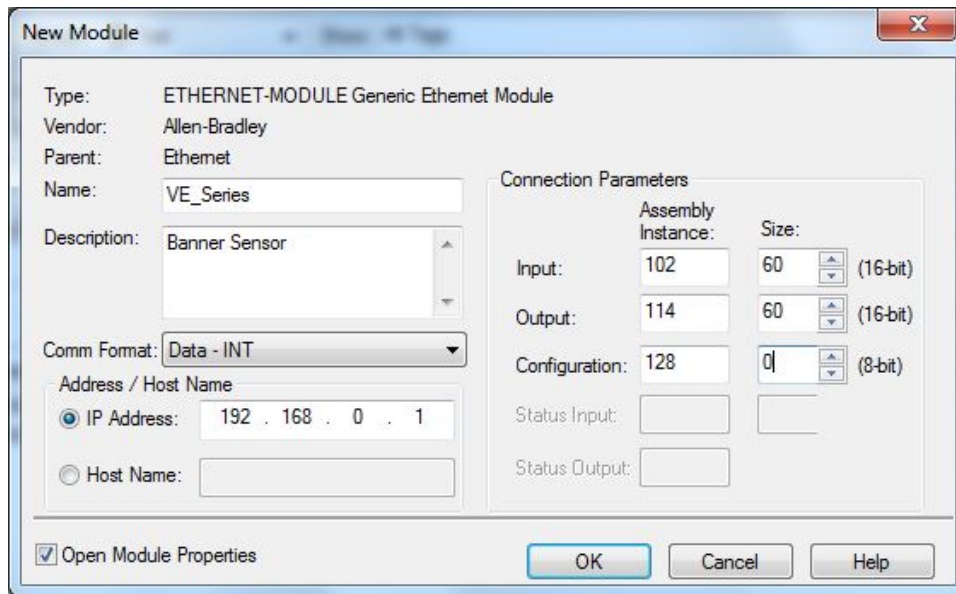 New Module
Type: ETHERNET-MODULE Generic Ethernet Module
Vendor: Allen-Bradley
Parent: Ethernet
Name: VE_Series
Description: Banner Sensor
Comm Format: Data - INT
Address / Host Name
IP Address: 192 . 168 . 0 . 1
Host Name:
Connection Parameters
Assembly Instance: Size:
Input: 102 60 (16-bit)
Output: 114 60 (16-bit)
Configuration: 128 0 (8-bit)
Status Input:
Status Output:
Open Module Properties
OK Cancel Help